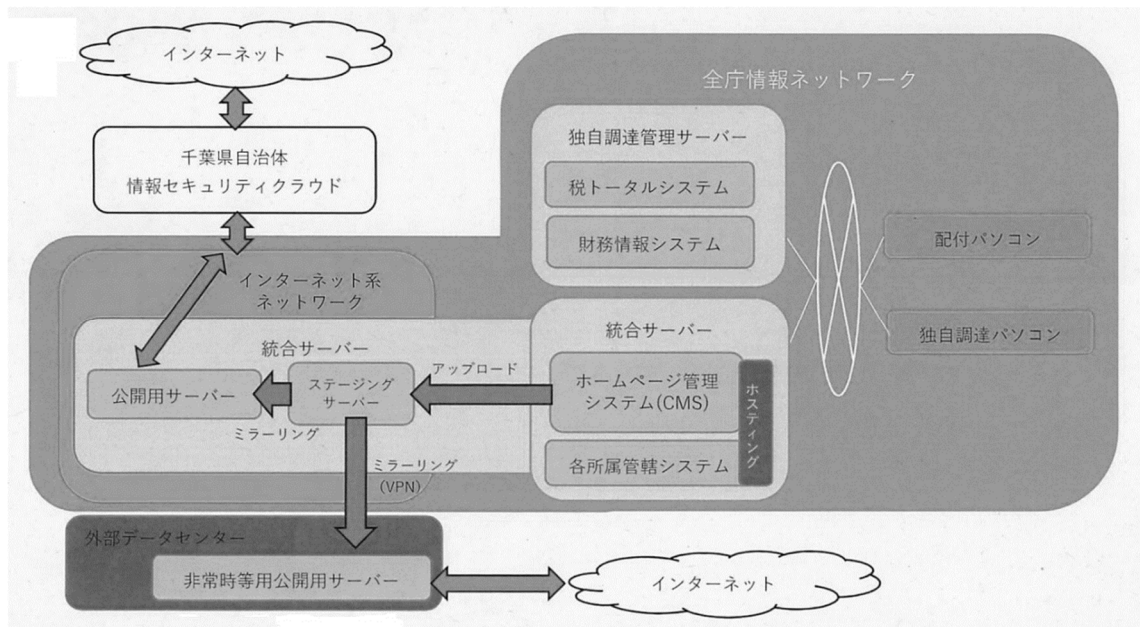 インターネット
千葉県自治体
情報セキュリティクラウド
全庁情報ネットワーク
独自調達管理サーバー
税トータルシステム
財務情報システム
配付パソコン
独自調達パソコン
インターネット系
ネットワーク
統合サーバー
公開用サーバー
ステージング
サーバー
ミラーリング
アップロード
統合サーバー
ホームページ管理
システム(CMS)
各所属管轄システム
ホスティング
ミラーリング
(VPN)
外部データセンター
非常時等用公開用サーバー
インターネット